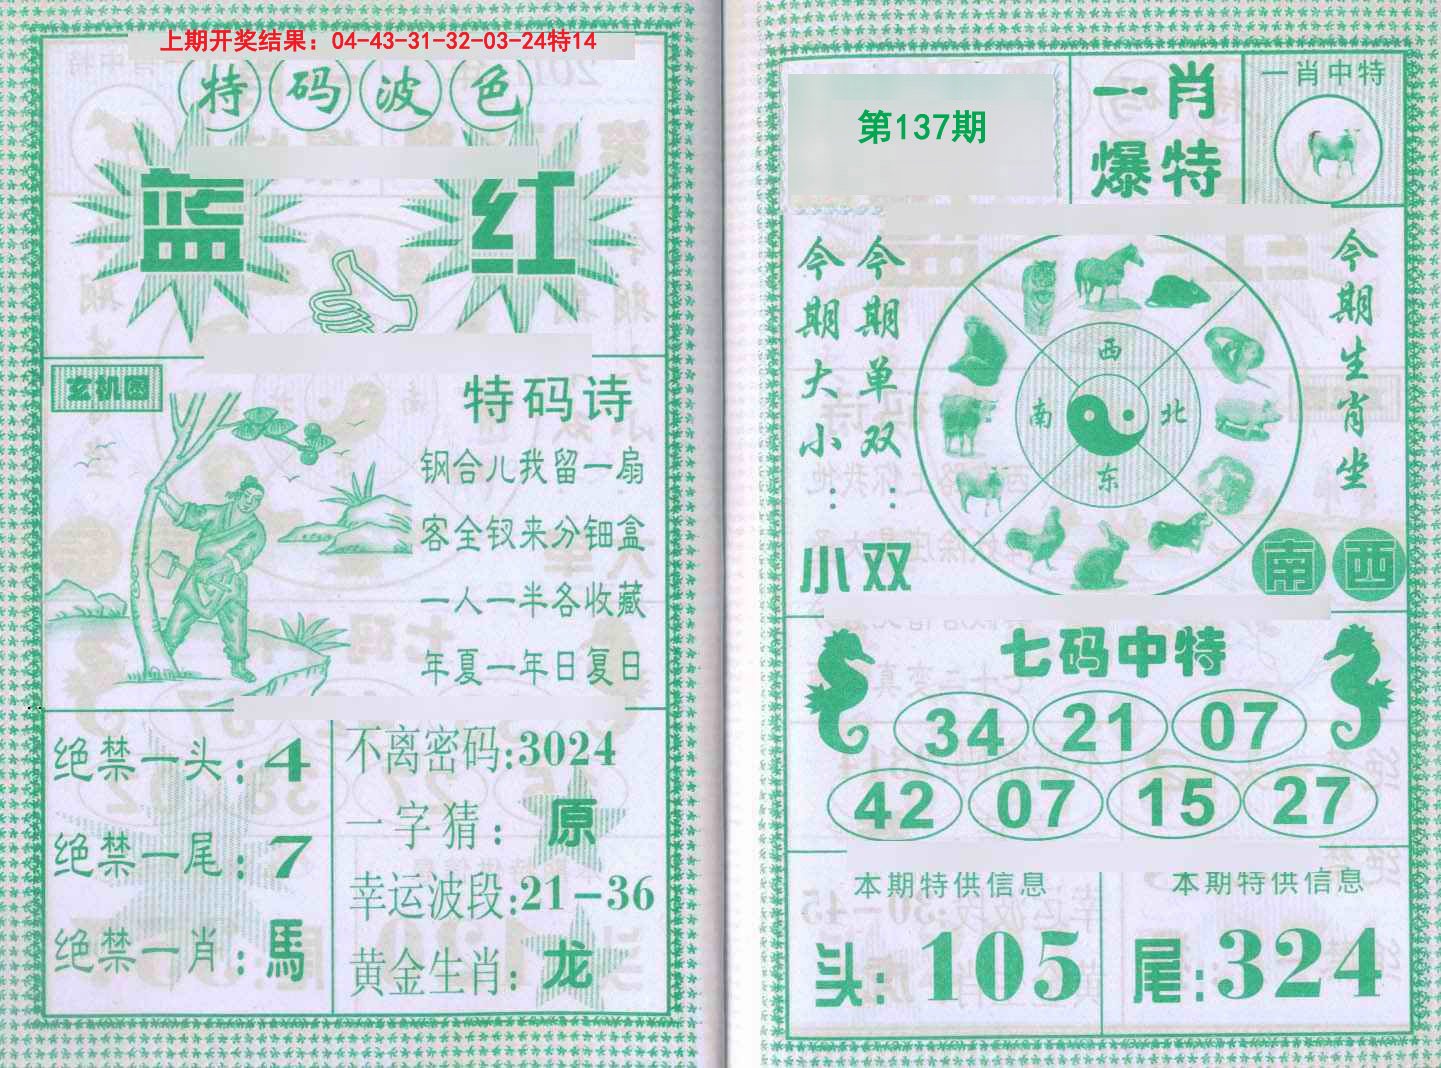 上期开奖结果：04-43-31-32-03-24特14
特码波色
蓝 红
玄机图
特码诗
钢合儿我留一扇
客全钗来分钿盒
一人一半各收藏
年夏一年日复日
绝禁一头:4
绝禁一尾:7
绝禁一肖:馬
不离密码:3024
一字猜:原
幸运波段:21-36
黄金生肖:龙
第137期
一肖
爆特
一肖中特
今期大小:小
今期单双:双
西
南
北
东
今期生肖坐
南西
七码中特
34 21 07
42 07 15 27
本期特供信息
头:105
本期特供信息
尾:324